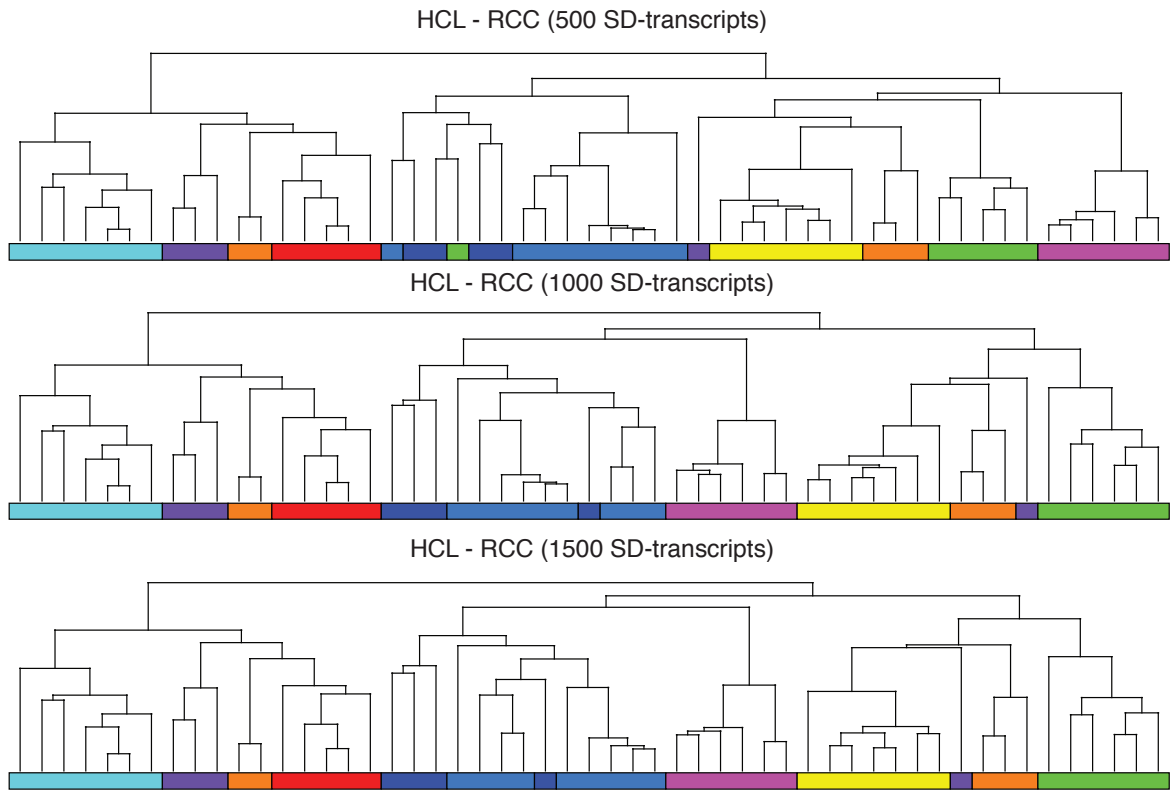 HCL - RCC (500 SD-transcripts)
HCL - RCC (1000 SD-transcripts)
HCL - RCC (1500 SD-transcripts)